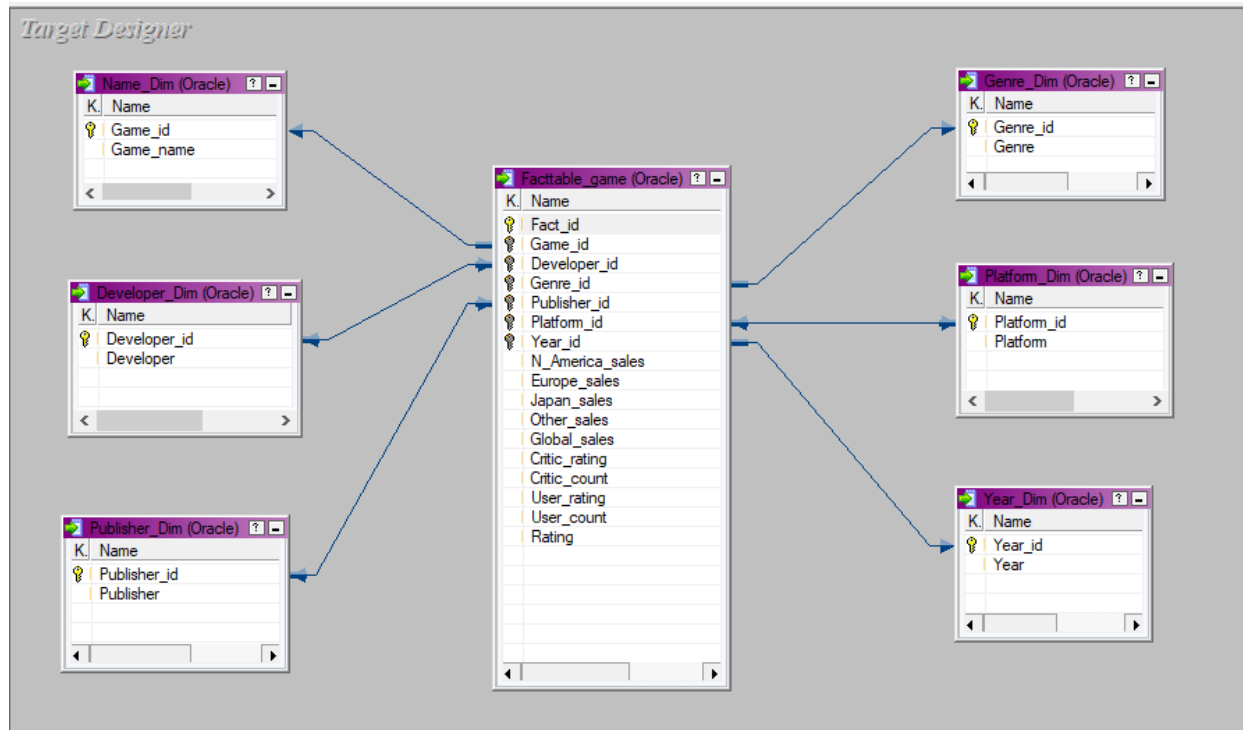 Target Designer
Name_Dim (Oracle)
K. Name
Game_id
Game_name
Developer_Dim (Oracle)
K. Name
Developer_id
Developer
Publisher_Dim (Oracle)
K. Name
Publisher_id
Publisher
Facttable_game (Oracle)
K. Name
Fact_id
Game_id
Developer_id
Genre_id
Publisher_id
Platform_id
Year_id
N_America_sales
Europe_sales
Japan_sales
Other_sales
Global_sales
Critic_rating
Critic_count
User_rating
User_count
Rating
Genre_Dim (Oracle)
K. Name
Genre_id
Genre
Platform_Dim (Oracle)
K. Name
Platform_id
Platform
Year_Dim (Oracle)
K. Name
Year_id
Year